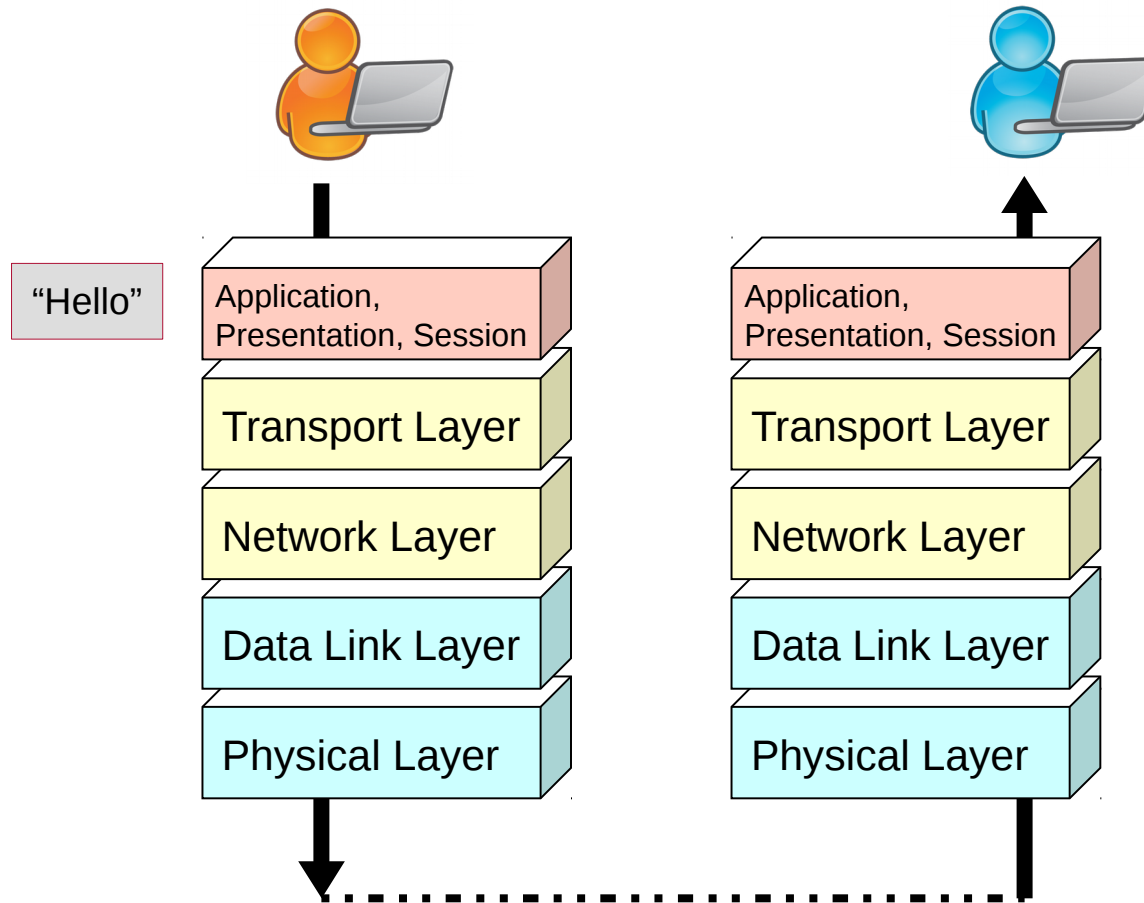 “Hello”
Application,
Presentation, Session
Transport Layer
Network Layer
Data Link Layer
Physical Layer
Application,
Presentation, Session
Transport Layer
Network Layer
Data Link Layer
Physical Layer